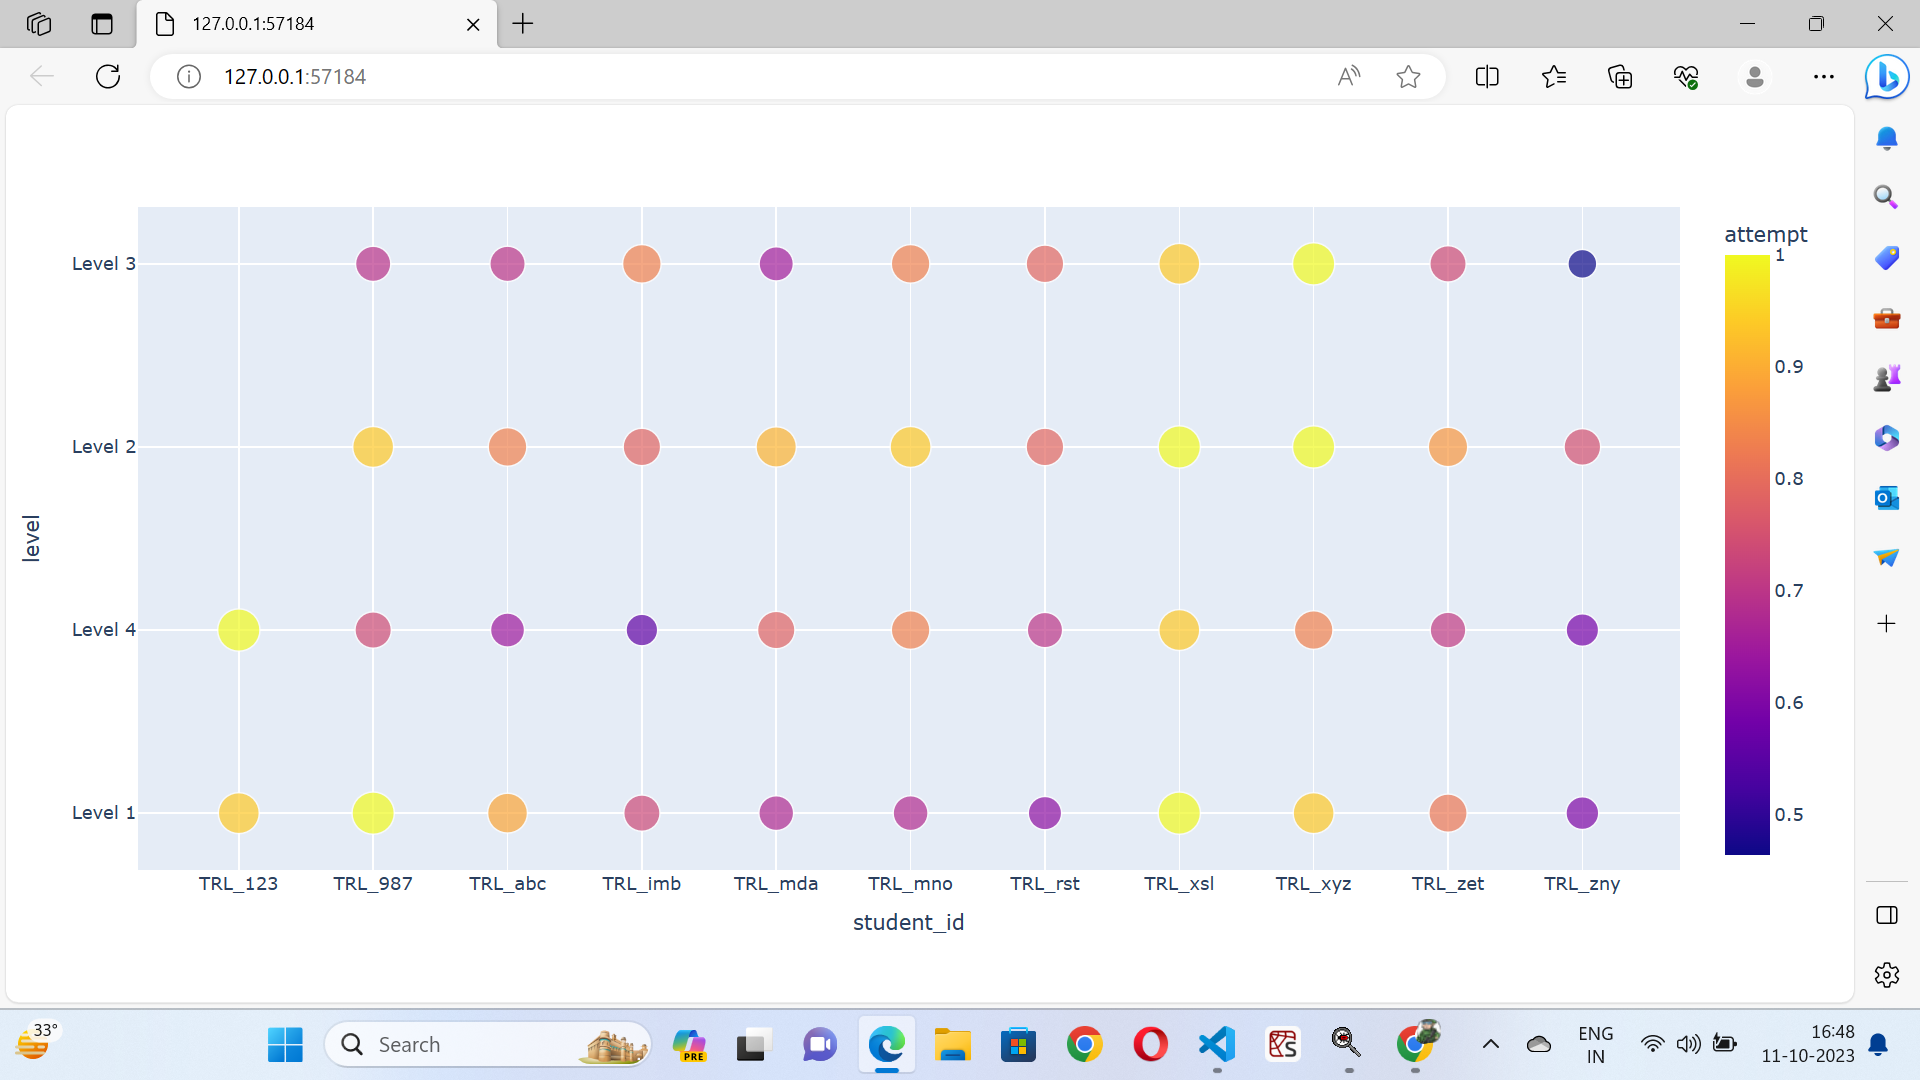 127.0.0.1:57184
127.0.0.1:57184
attempt
1
0.9
0.8
0.7
0.6
0.5
Level 3
Level 2
Level 4
Level 1
level
TRL_123 TRL_987 TRL_abc TRL_imb TRL_mda TRL_mno TRL_rst TRL_xsl TRL_xyz TRL_zet TRL_zny
student_id
33°
Search
PRE
ENG
IN
16:48
11-10-2023